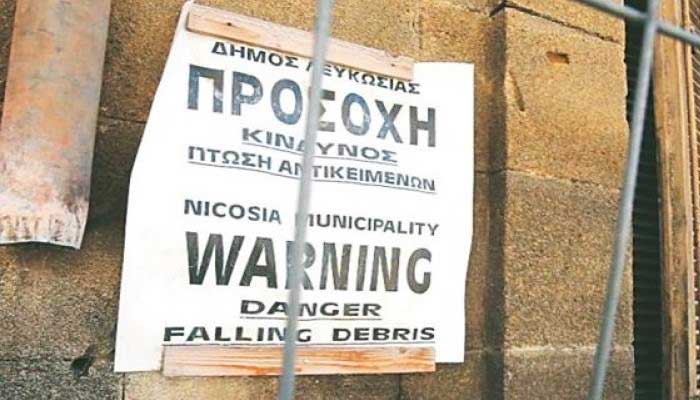 ΔΗΜΟΣ ΛΕΥΚΩΣΙΑΣ
ΠΡΟΣΟΧΗ
ΚΙΝΔΥΝΟΣ
ΠΤΩΣΗ ΑΝΤΙΚΕΙΜΕΝΩΝ
NICOSIA MUNICIPALITY
WARNING
DANGER
FALLING DEBRIS